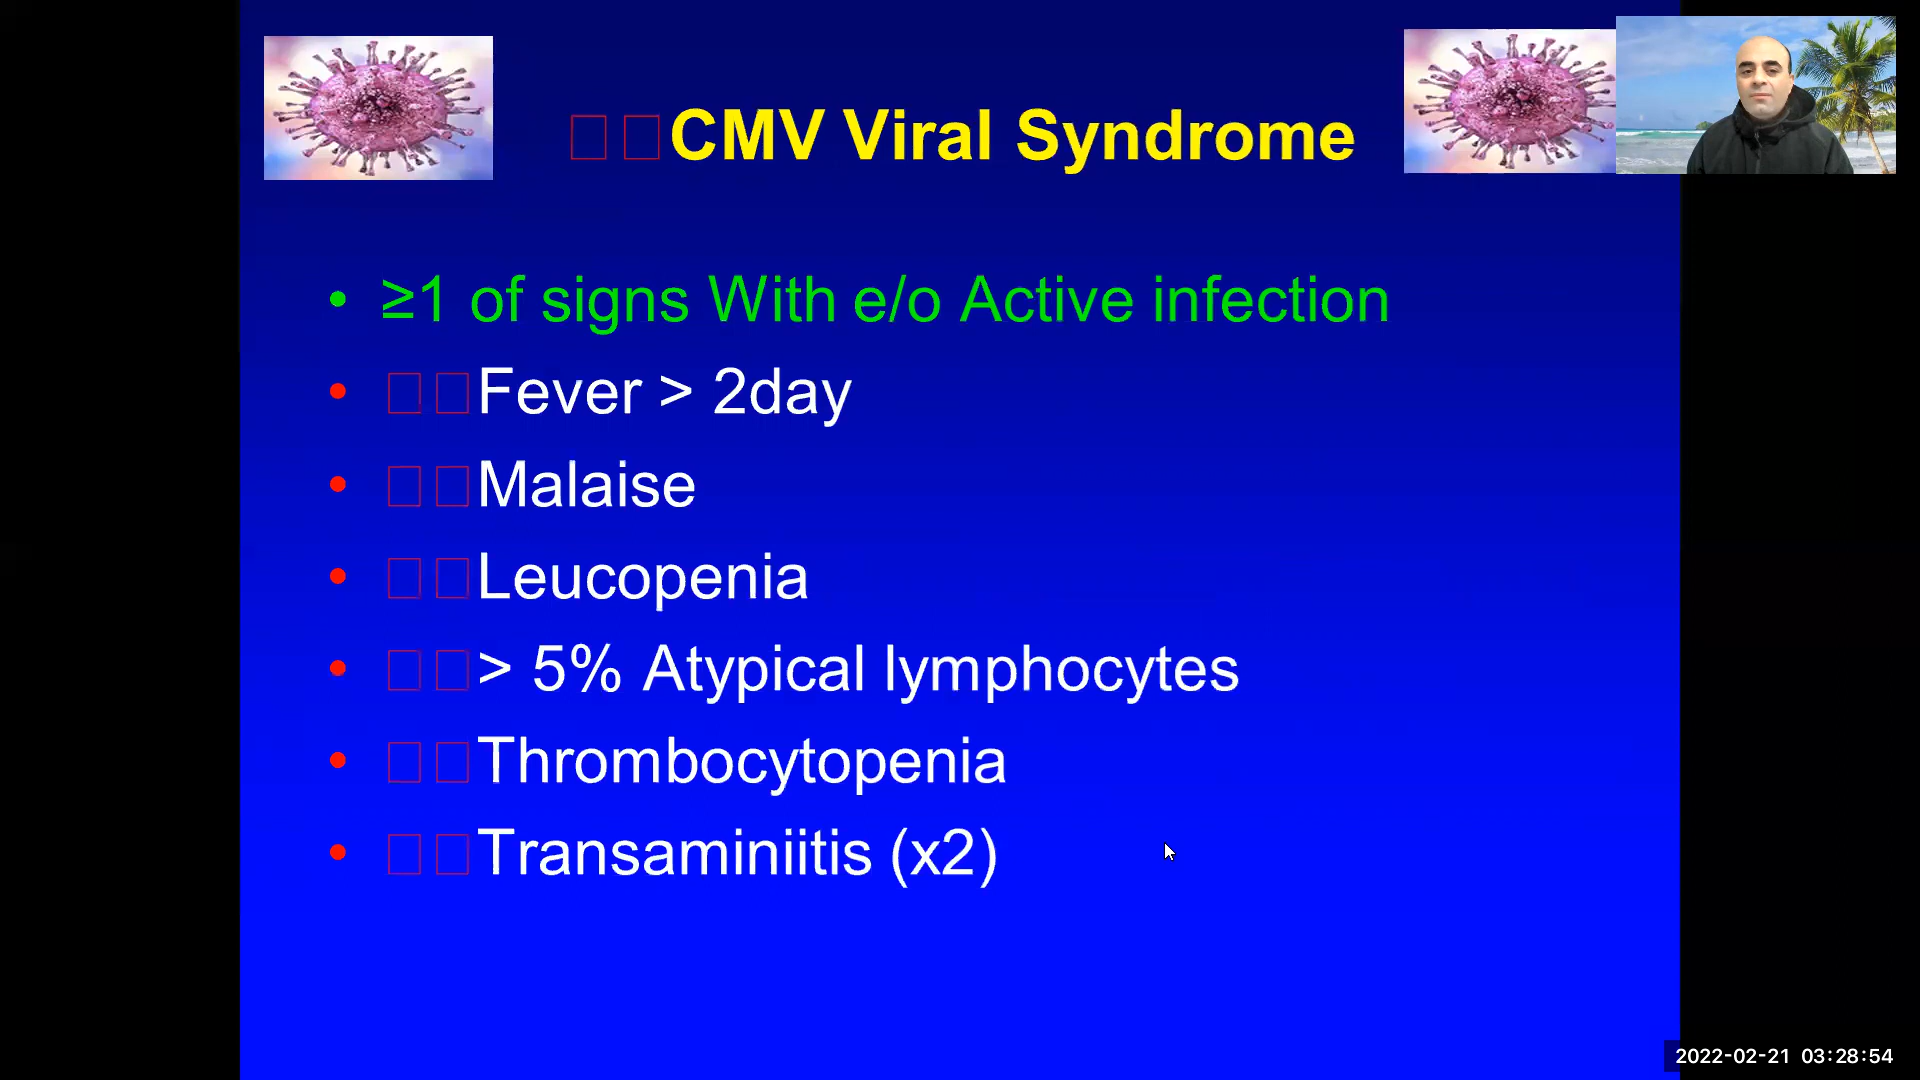 CMV Viral Syndrome
• ≥1 of signs With e/o Active infection
• Fever > 2day
• Malaise
• Leucopenia
• > 5% Atypical lymphocytes
• Thrombocytopenia
• Transaminiitis (x2)
2022-02-21 03:28:54